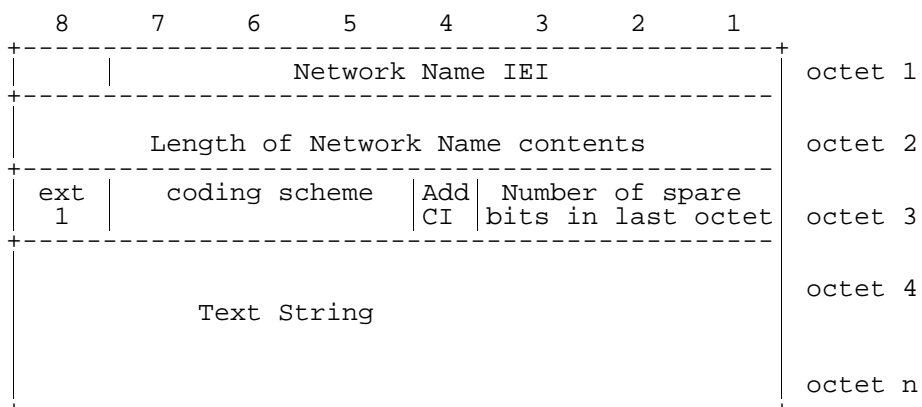 8 7 6 5 4 3 2 1
Network Name IEI octet 1
Length of Network Name contents octet 2
ext coding scheme Add Number of spare
1 CI bits in last octet octet 3
octet 4
Text String
octet n